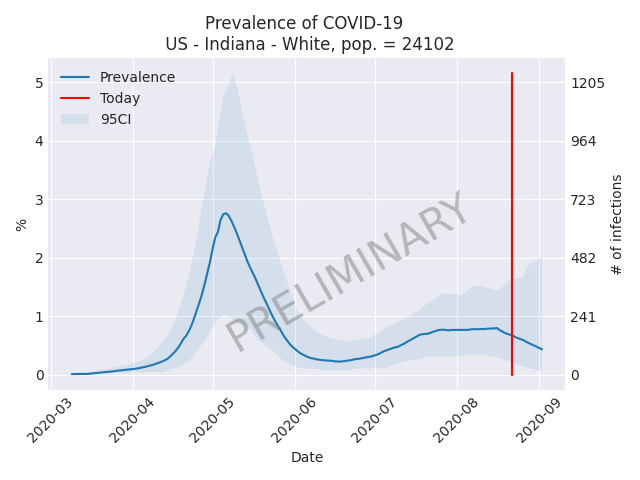 Prevalence of COVID-19
US - Indiana - White, pop. = 24102
Prevalence
Today
95CI
5
4
3
2
1
0
%
1205
964
723
482
241
0
# of infections
PRELIMINARY
2020-03
2020-04
2020-05
2020-06
2020-07
2020-08
2020-09
Date